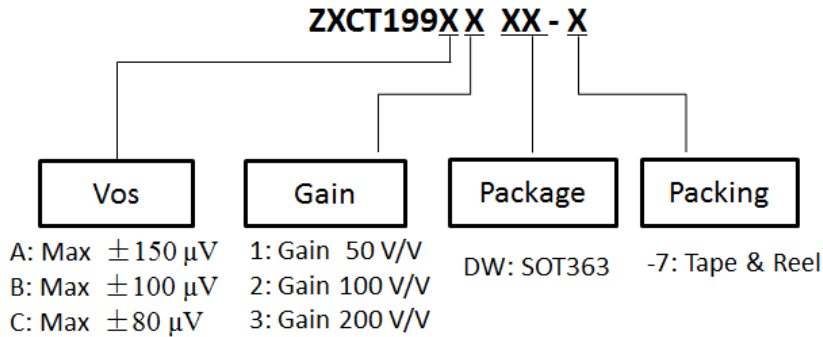 ZXCT199X X XX - X
Vos
Gain
Package
Packing
A: Max ±150 μV
B: Max ±100 μV
C: Max ±80 μV
1: Gain 50 V/V
2: Gain 100 V/V
3: Gain 200 V/V
DW: SOT363
-7: Tape & Reel